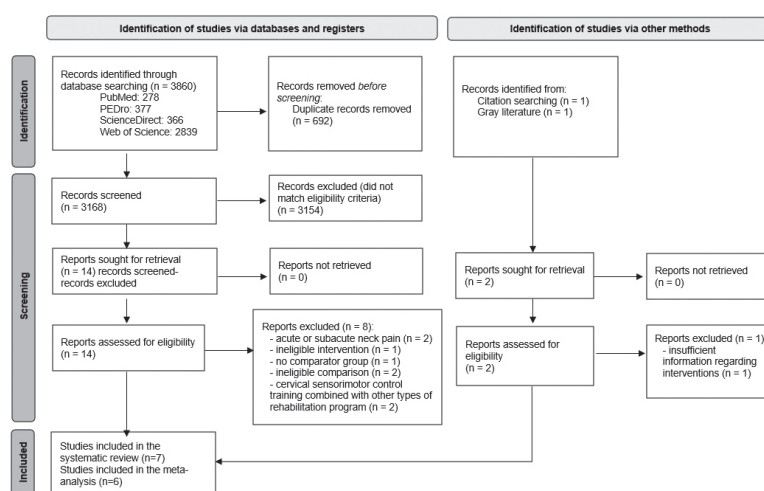 Identification of studies via databases and registers
Identification of studies via other methods
Identification
Records identified through
database searching (n = 3860)
PubMed: 278
PEDro: 377
ScienceDirect: 366
Web of Science: 2839
Records removed before
screening:
Duplicate records removed
(n = 692)
Records identified from:
Citation searching (n = 1)
Gray literature (n = 1)
Screening
Records screened
(n = 3168)
Records excluded (did not
match eligibility criteria)
(n = 3154)
Reports sought for retrieval
(n = 14) records screened-
records excluded
Reports not retrieved
(n = 0)
Reports sought for retrieval
(n = 2)
Reports not retrieved
(n = 0)
Reports assessed for eligibility
(n = 14)
Reports excluded (n = 8):
- acute or subacute neck pain (n = 2)
- ineligible intervention (n = 1)
- no comparator group (n = 1)
- ineligible comparison (n = 2)
- cervical sensorimotor control
training combined with other types of
rehabilitation program (n = 2)
Reports assessed for
eligibility
(n = 2)
Reports excluded (n = 1)
- insufficient
information regarding
interventions (n = 1)
Included
Studies included in the
systematic review (n=7)
Studies included in the meta-
analysis (n=6)